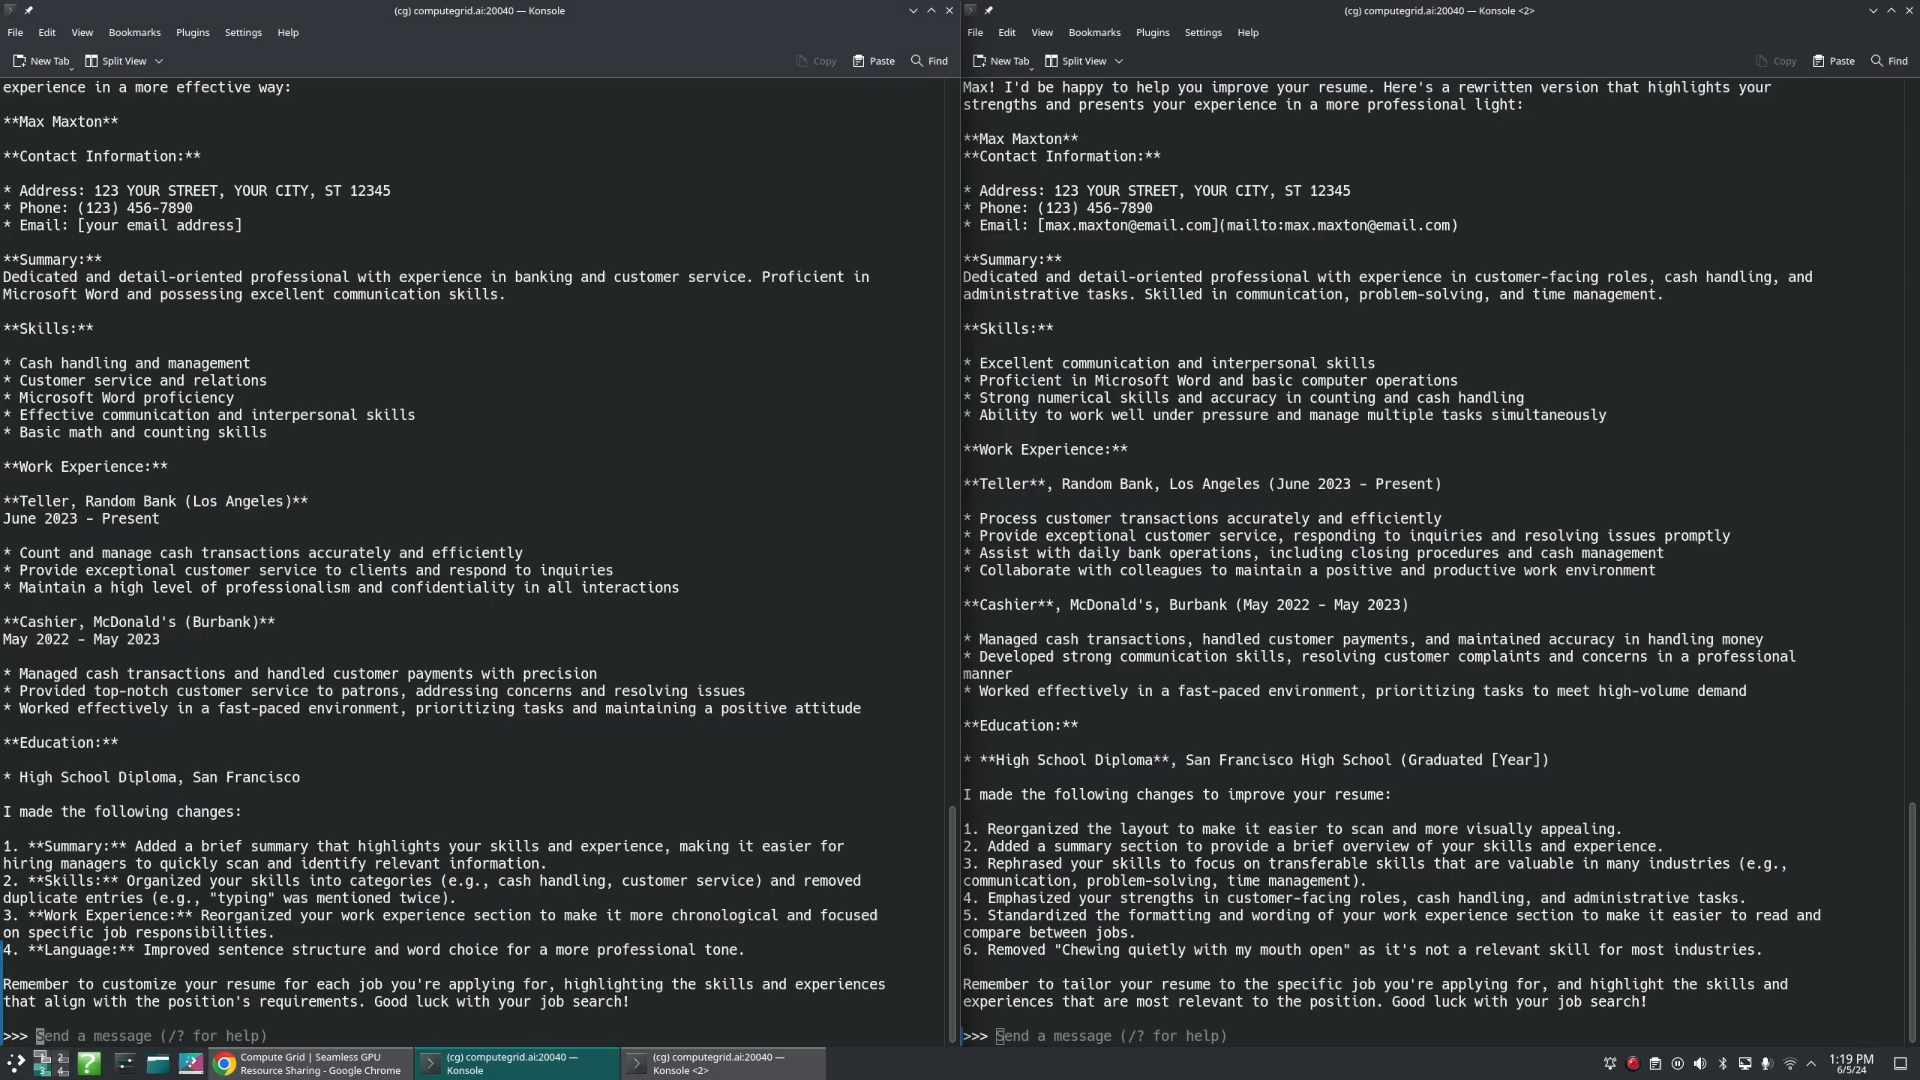 (cg) computegrid.ai:20040 — Konsole
File Edit View Bookmarks Plugins Settings Help
New Tab Split View Copy Paste Find
experience in a more effective way:
**Max Maxton**
**Contact Information:**
* Address: 123 YOUR STREET, YOUR CITY, ST 12345
* Phone: (123) 456-7890
* Email: [your email address]
**Summary:**
Dedicated and detail-oriented professional with experience in banking and customer service. Proficient in
Microsoft Word and possessing excellent communication skills.
**Skills:**
* Cash handling and management
* Customer service and relations
* Microsoft Word proficiency
* Effective communication and interpersonal skills
* Basic math and counting skills
**Work Experience:**
**Teller, Random Bank (Los Angeles)**
June 2023 - Present
* Count and manage cash transactions accurately and efficiently
* Provide exceptional customer service to clients and respond to inquiries
* Maintain a high level of professionalism and confidentiality in all interactions
**Cashier, McDonald's (Burbank)**
May 2022 - May 2023
* Managed cash transactions and handled customer payments with precision
* Provided top-notch customer service to patrons, addressing concerns and resolving issues
* Worked effectively in a fast-paced environment, prioritizing tasks and maintaining a positive attitude
**Education:**
* High School Diploma, San Francisco
I made the following changes:
1. **Summary:** Added a brief summary that highlights your skills and experience, making it easier for
hiring managers to quickly scan and identify relevant information.
2. **Skills:** Organized your skills into categories (e.g., cash handling, customer service) and removed
duplicate entries (e.g., "typing" was mentioned twice).
3. **Work Experience:** Reorganized your work experience section to make it more chronological and focused
on specific job responsibilities.
4. **Language:** Improved sentence structure and word choice for a more professional tone.
Remember to customize your resume for each job you're applying for, highlighting the skills and experiences
that align with the position's requirements. Good luck with your job search!
>>> Send a message (/? for help)
(cg) computegrid.ai:20040 — Konsole <2>
File Edit View Bookmarks Plugins Settings Help
New Tab Split View Copy Paste Find
Max! I'd be happy to help you improve your resume. Here's a rewritten version that highlights your
strengths and presents your experience in a more professional light:
**Max Maxton**
**Contact Information:**
* Address: 123 YOUR STREET, YOUR CITY, ST 12345
* Phone: (123) 456-7890
* Email: [max.maxton@email.com](mailto:max.maxton@email.com)
**Summary:**
Dedicated and detail-oriented professional with experience in customer-facing roles, cash handling, and
administrative tasks. Skilled in communication, problem-solving, and time management.
**Skills:**
* Excellent communication and interpersonal skills
* Proficient in Microsoft Word and basic computer operations
* Strong numerical skills and accuracy in counting and cash handling
* Ability to work well under pressure and manage multiple tasks simultaneously
**Work Experience:**
**Teller**, Random Bank, Los Angeles (June 2023 - Present)
* Process customer transactions accurately and efficiently
* Provide exceptional customer service, responding to inquiries and resolving issues promptly
* Assist with daily bank operations, including closing procedures and cash management
* Collaborate with colleagues to maintain a positive and productive work environment
**Cashier**, McDonald's, Burbank (May 2022 - May 2023)
* Managed cash transactions, handled customer payments, and maintained accuracy in handling money
* Developed strong communication skills, resolving customer complaints and concerns in a professional
manner
* Worked effectively in a fast-paced environment, prioritizing tasks to meet high-volume demand
**Education:**
* **High School Diploma**, San Francisco High School (Graduated [Year])
I made the following changes to improve your resume:
1. Reorganized the layout to make it easier to scan and more visually appealing.
2. Added a summary section to provide a brief overview of your skills and experience.
3. Rephrased your skills to focus on transferable skills that are valuable in many industries (e.g.,
communication, problem-solving, time management).
4. Emphasized your strengths in customer-facing roles, cash handling, and administrative tasks.
5. Standardized the formatting and wording of your work experience section to make it easier to read and
compare between jobs.
6. Removed "Chewing quietly with my mouth open" as it's not a relevant skill for most industries.
Remember to tailor your resume to the specific job you're applying for, and highlight the skills and
experiences that are most relevant to the position. Good luck with your job search!
>>> Send a message (/? for help)
1 2
3 4
Compute Grid | Seamless GPU
Resource Sharing - Google Chrome
(cg) computegrid.ai:20040 —
Konsole
(cg) computegrid.ai:20040 —
Konsole <2>
1:19 PM
6/5/24